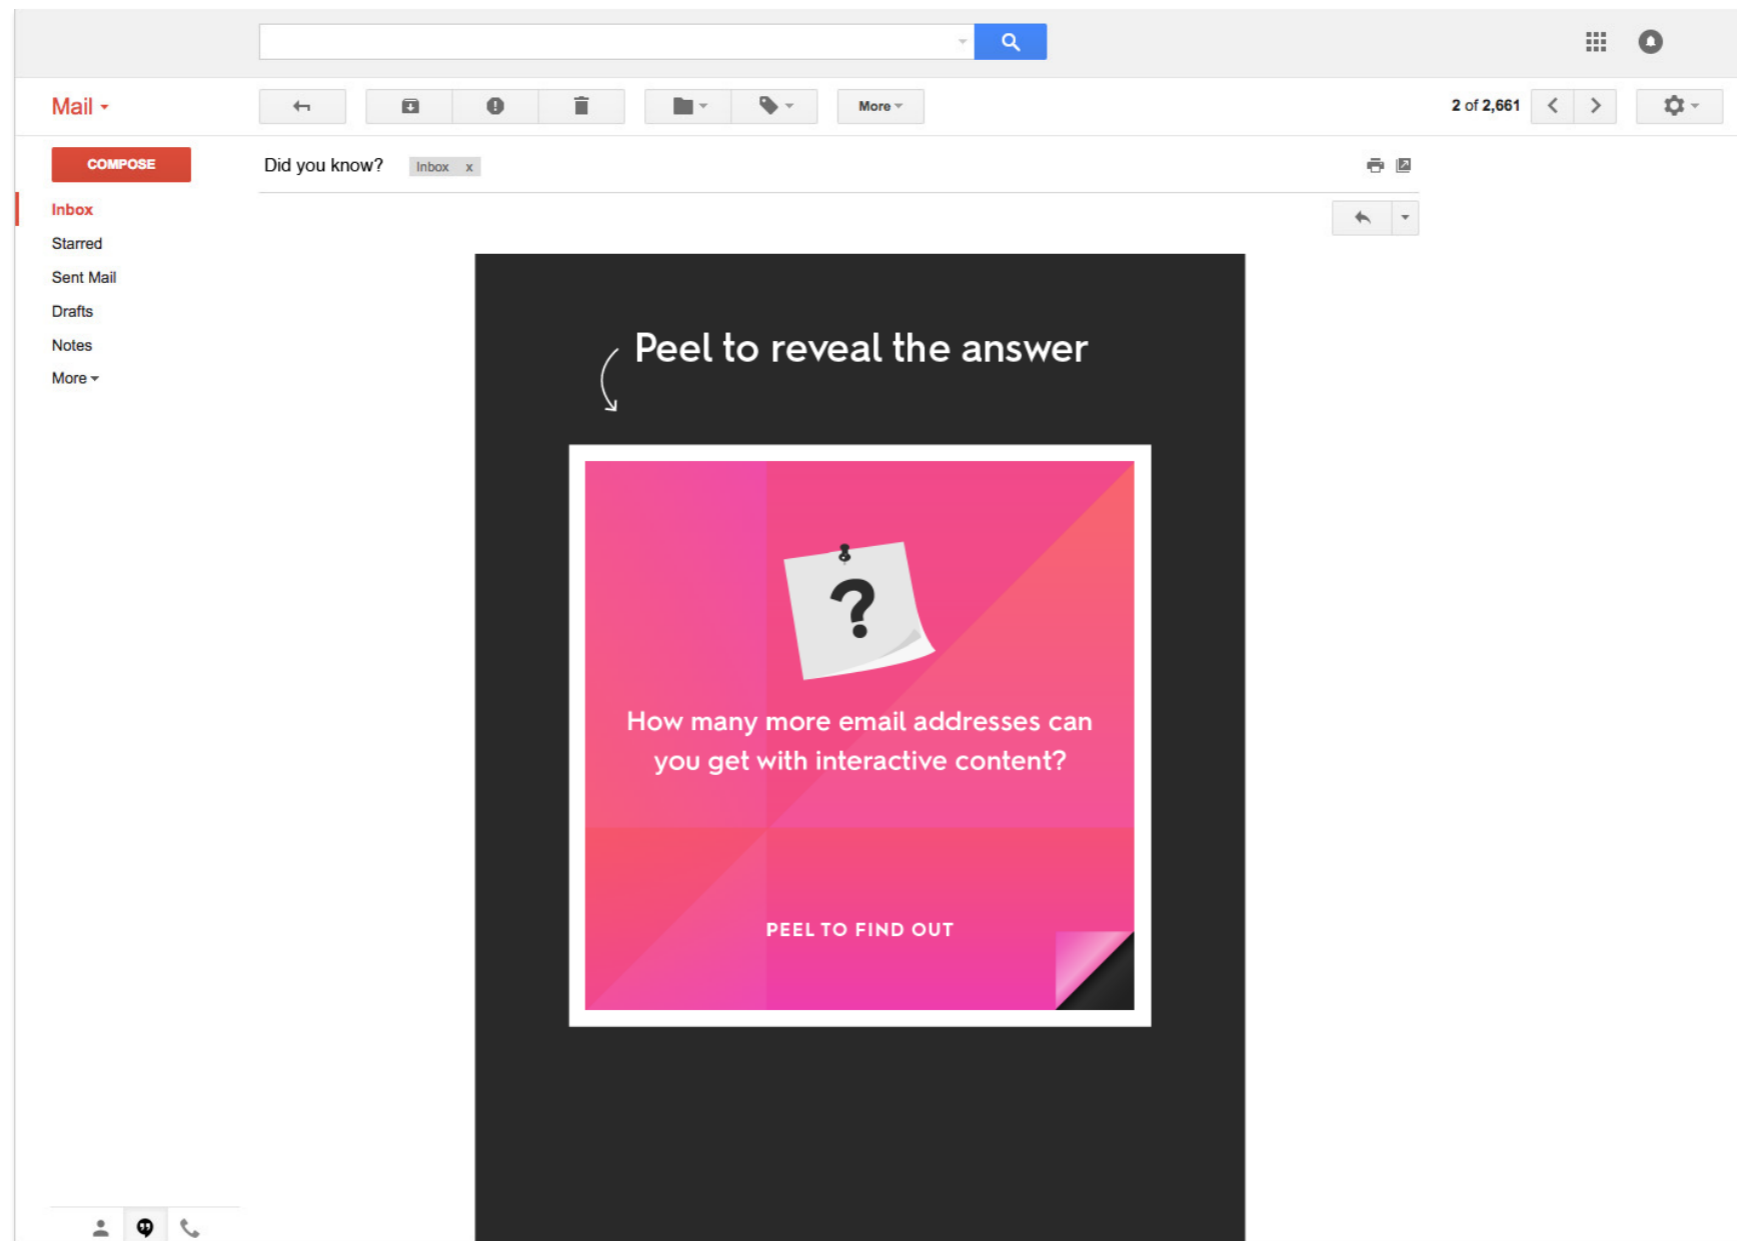 Mail
More
2 of 2,661
COMPOSE
Did you know?
Inbox x
Inbox
Starred
Sent Mail
Drafts
Notes
More
Peel to reveal the answer
?
How many more email addresses can
you get with interactive content?
PEEL TO FIND OUT